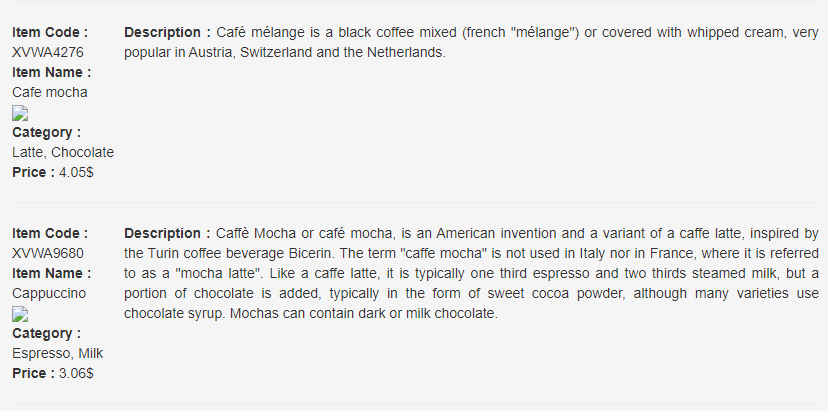 Item Code :
XVWA4276
Item Name :
Cafe mocha
Category :
Latte, Chocolate
Price : 4.05$
Description : Café mélange is a black coffee mixed (french "mélange") or covered with whipped cream, very
popular in Austria, Switzerland and the Netherlands.
Item Code :
XVWA9680
Item Name :
Cappuccino
Category :
Espresso, Milk
Price : 3.06$
Description : Caffè Mocha or café mocha, is an American invention and a variant of a caffe latte, inspired by
the Turin coffee beverage Bicerin. The term "caffe mocha" is not used in Italy nor in France, where it is referred
to as a "mocha latte". Like a caffe latte, it is typically one third espresso and two thirds steamed milk, but a
portion of chocolate is added, typically in the form of sweet cocoa powder, although many varieties use
chocolate syrup. Mochas can contain dark or milk chocolate.